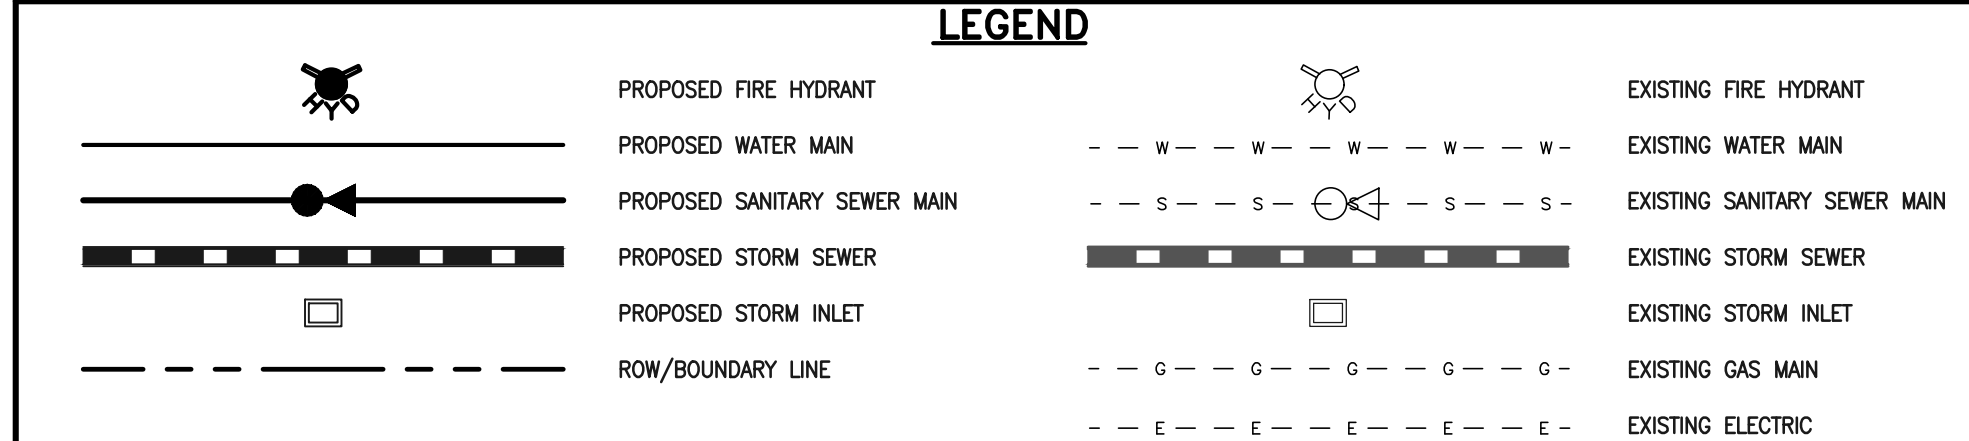 LEGEND
HYD PROPOSED FIRE HYDRANT HYD EXISTING FIRE HYDRANT
PROPOSED WATER MAIN W W W W W EXISTING WATER MAIN
PROPOSED SANITARY SEWER MAIN S S S S S EXISTING SANITARY SEWER MAIN
PROPOSED STORM SEWER EXISTING STORM SEWER
PROPOSED STORM INLET EXISTING STORM INLET
ROW/BOUNDARY LINE G G G G G EXISTING GAS MAIN
E E E E E EXISTING ELECTRIC